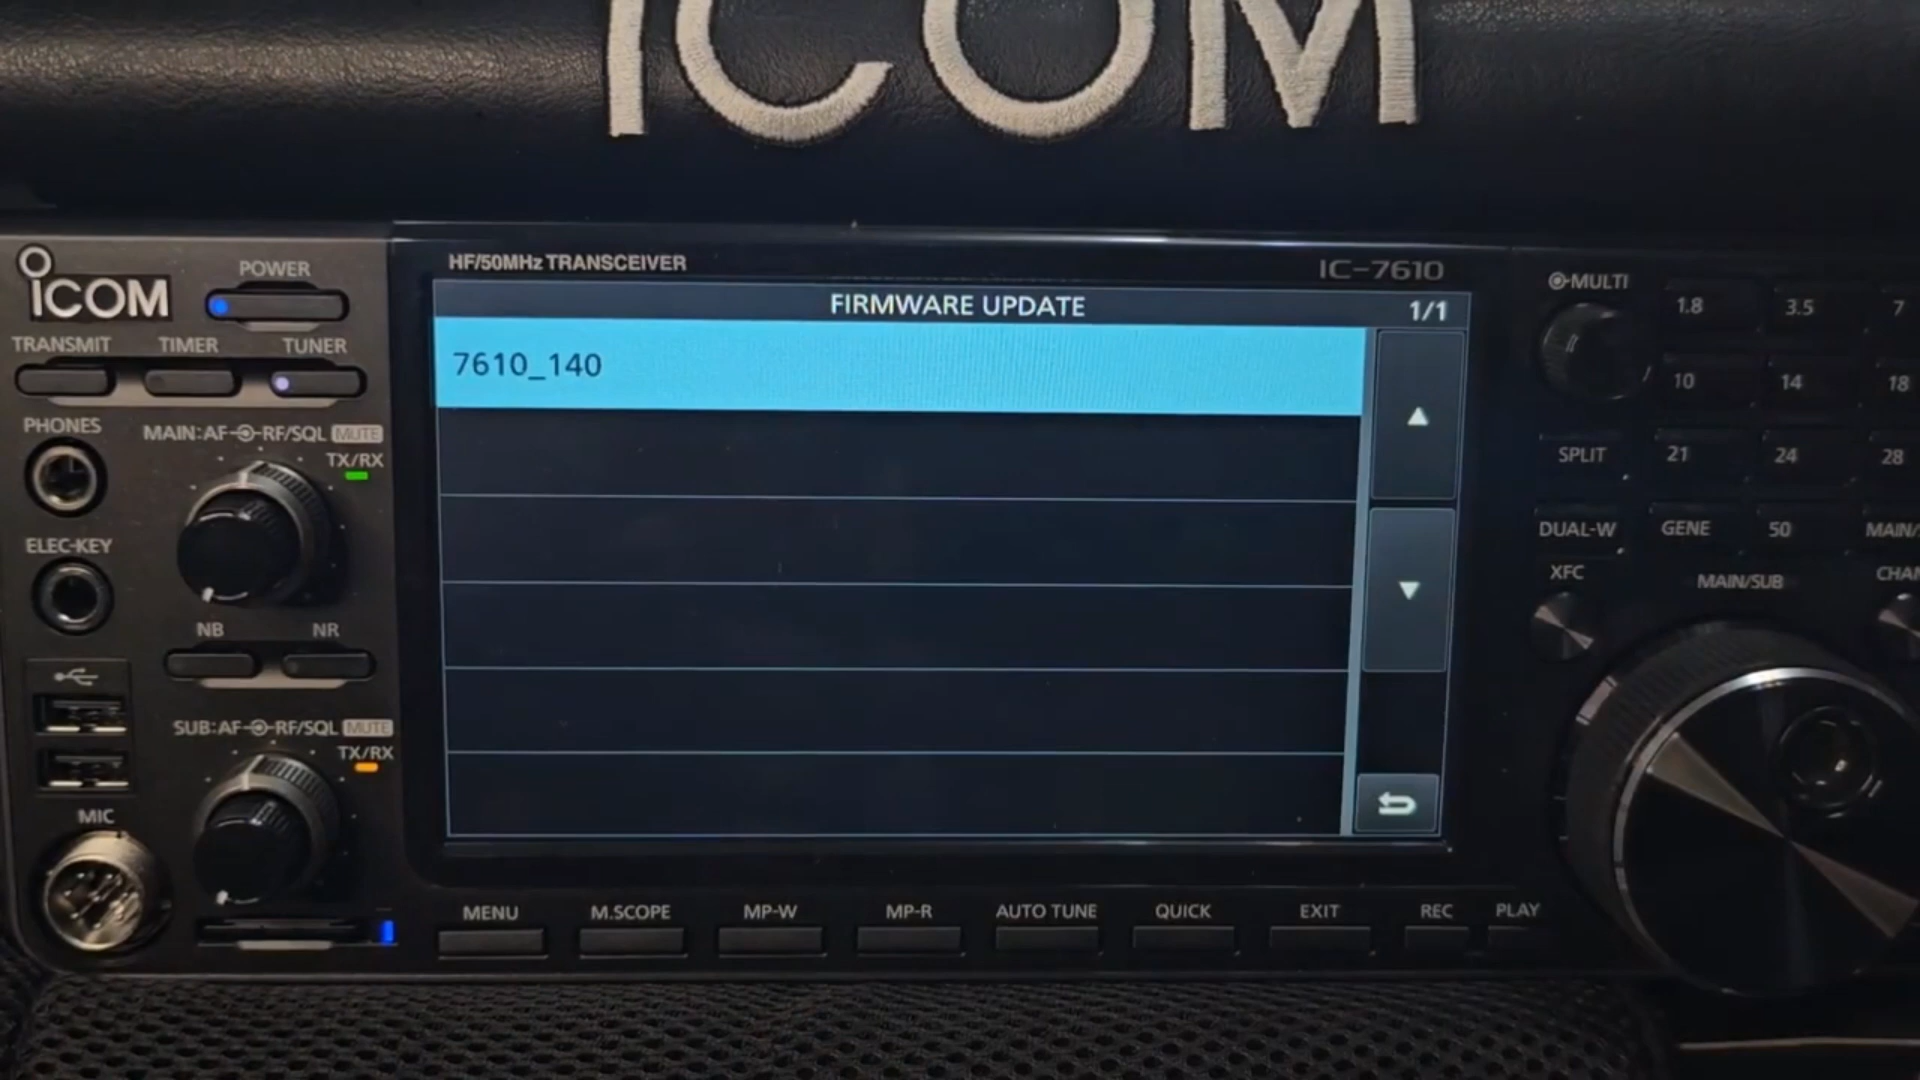 ICOM
HF/50MHz TRANSCEIVER
IC-7610
ICOM
POWER
TRANSMIT TIMER TUNER
FIRMWARE UPDATE 1/1
7610_140
PHONES
MAIN:AF RF/SQL MUTE
TX/RX
ELEC-KEY
NB NR
SUB:AF RF/SQL MUTE
TX/RX
MIC
MENU M.SCOPE MP-W MP-R AUTO TUNE QUICK EXIT REC PLAY
MULTI
1.8 3.5 7
10 14 18
SPLIT 21 24 28
DUAL-W GENE 50 MAIN/
XFC MAIN/SUB CHAN